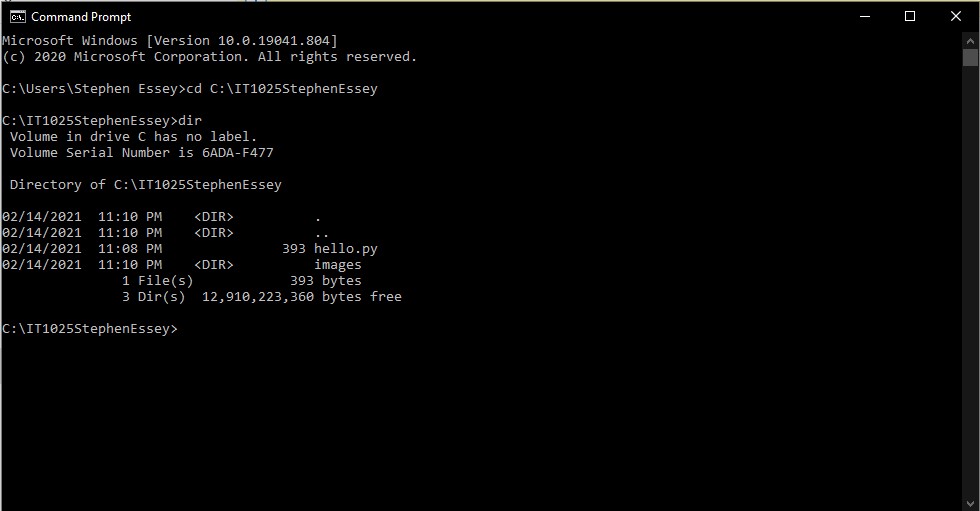 Command Prompt
Microsoft Windows [Version 10.0.19041.804]
(c) 2020 Microsoft Corporation. All rights reserved.
C:\Users\Stephen Essey>cd C:\IT1025StephenEssey
C:\IT1025StephenEssey>dir
 Volume in drive C has no label.
 Volume Serial Number is 6ADA-F477
 Directory of C:\IT1025StephenEssey
02/14/2021  11:10 PM    <DIR>          .
02/14/2021  11:10 PM    <DIR>          ..
02/14/2021  11:08 PM               393 hello.py
02/14/2021  11:10 PM    <DIR>          images
               1 File(s)            393 bytes
               3 Dir(s)  12,910,223,360 bytes free
C:\IT1025StephenEssey>